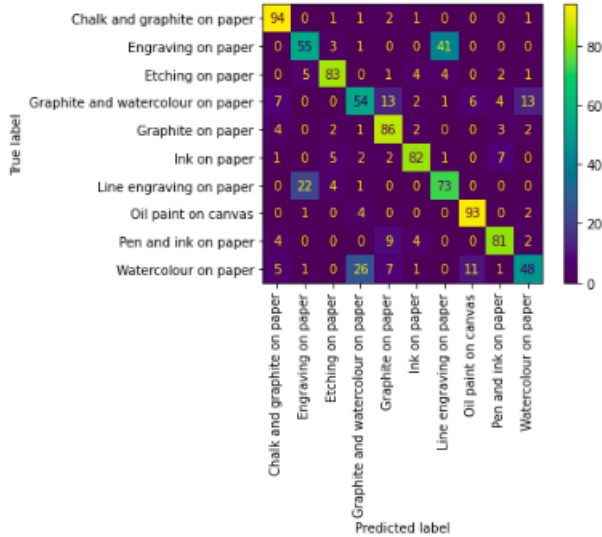 Chalk and graphite on paper 94 0 1 1 2 1 0 0 0 1
Engraving on paper 0 55 3 1 0 0 41 0 0 0
Etching on paper 0 5 83 0 1 4 4 0 2 1
Graphite and watercolour on paper 7 0 0 54 13 2 1 6 4 13
Graphite on paper 4 0 2 1 86 2 0 0 3 2
Ink on paper 1 0 5 2 2 82 1 0 7 0
Line engraving on paper 0 22 4 1 0 0 73 0 0 0
Oil paint on canvas 0 1 0 4 0 0 0 93 0 2
Pen and ink on paper 4 0 0 0 9 4 0 0 81 2
Watercolour on paper 5 1 0 26 7 1 0 11 1 48
True label
Chalk and graphite on paper
Engraving on paper
Etching on paper
Graphite and watercolour on paper
Graphite on paper
Ink on paper
Line engraving on paper
Oil paint on canvas
Pen and ink on paper
Watercolour on paper
Predicted label
80
60
40
20
0